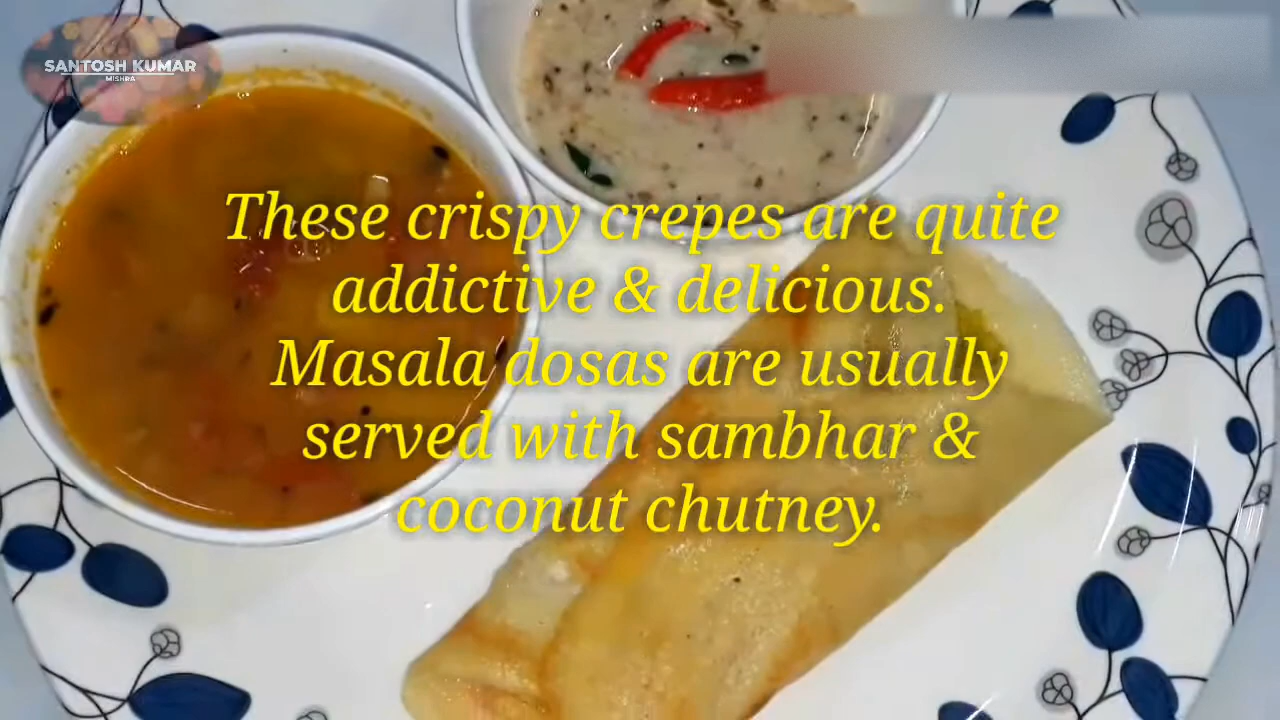 SANTOSH KUMAR
MISHRA
These crispy crepes are quite
addictive & delicious.
Masala dosas are usually
served with sambhar &
coconut chutney.